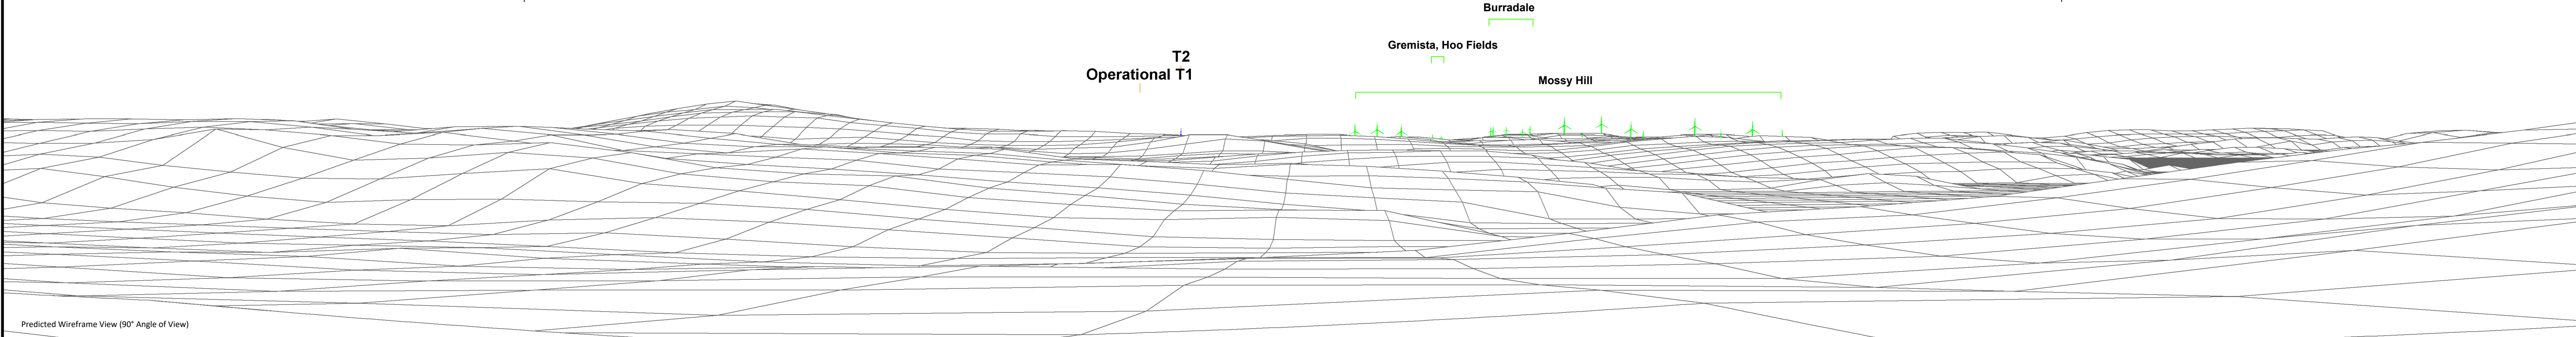 Burradale
Gremista, Hoo Fields
T2
Operational T1
Mossy Hill
Predicted Wireframe View (90° Angle of View)